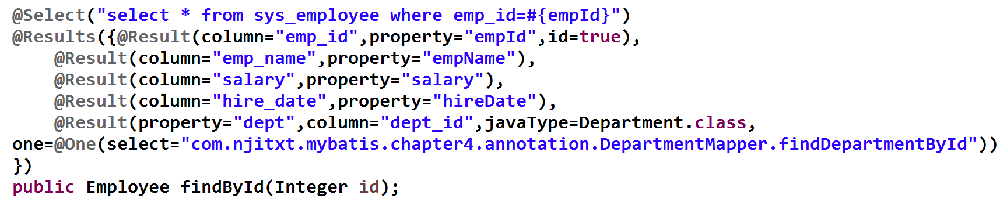 @Select("select * from sys_employee where emp_id=#{empId}")
@Results({@Result(column="emp_id",property="empId",id=true),
    @Result(column="emp_name",property="empName"),
    @Result(column="salary",property="salary"),
    @Result(column="hire_date",property="hireDate"),
    @Result(property="dept",column="dept_id",javaType=Department.class,
one=@One(select="com.njitxt.mybatis.chapter4.annotation.DepartmentMapper.findDepartmentById"))
})
public Employee findById(Integer id);